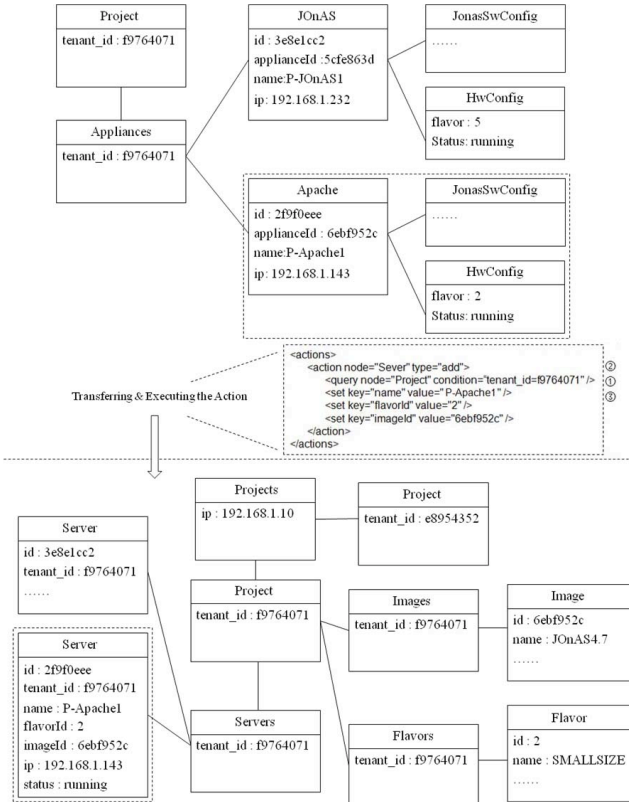 Project
tenant_id : f9764071
Appliances
tenant_id : f9764071
JOnAS
id : 3e8e1cc2
applianceId :5cfe863d
name:P-JOnAS1
ip: 192.168.1.232
JonasSwConfig
……
HwConfig
flavor : 5
Status: running
Apache
id : 2f9f0eee
applianceId : 6ebf952c
name:P-Apache1
ip: 192.168.1.143
JonasSwConfig
……
HwConfig
flavor : 2
Status: running
Transferring & Executing the Action
<actions>
<action node="Sever" type="add"> ②
<query node="Project" condition="tenant_id=f9764071" /> ①
<set key="name" value=" P-Apache1" /> ③
<set key="flavorId" value="2" />
<set key="imageId" value="6ebf952c" />
</action>
</actions>
Projects
ip : 192.168.1.10
Project
tenant_id : e8954352
Server
id : 3e8e1cc2
tenant_id : f9764071
……
Project
tenant_id : f9764071
Images
tenant_id : f9764071
Image
id : 6ebf952c
name : JOnAS4.7
……
Server
id : 2f9f0eee
tenant_id : f9764071
name : P-Apache1
flavorId : 2
imageId : 6ebf952c
ip : 192.168.1.143
status : running
Servers
tenant_id : f9764071
Flavors
tenant_id : f9764071
Flavor
id : 2
name : SMALLSIZE
……